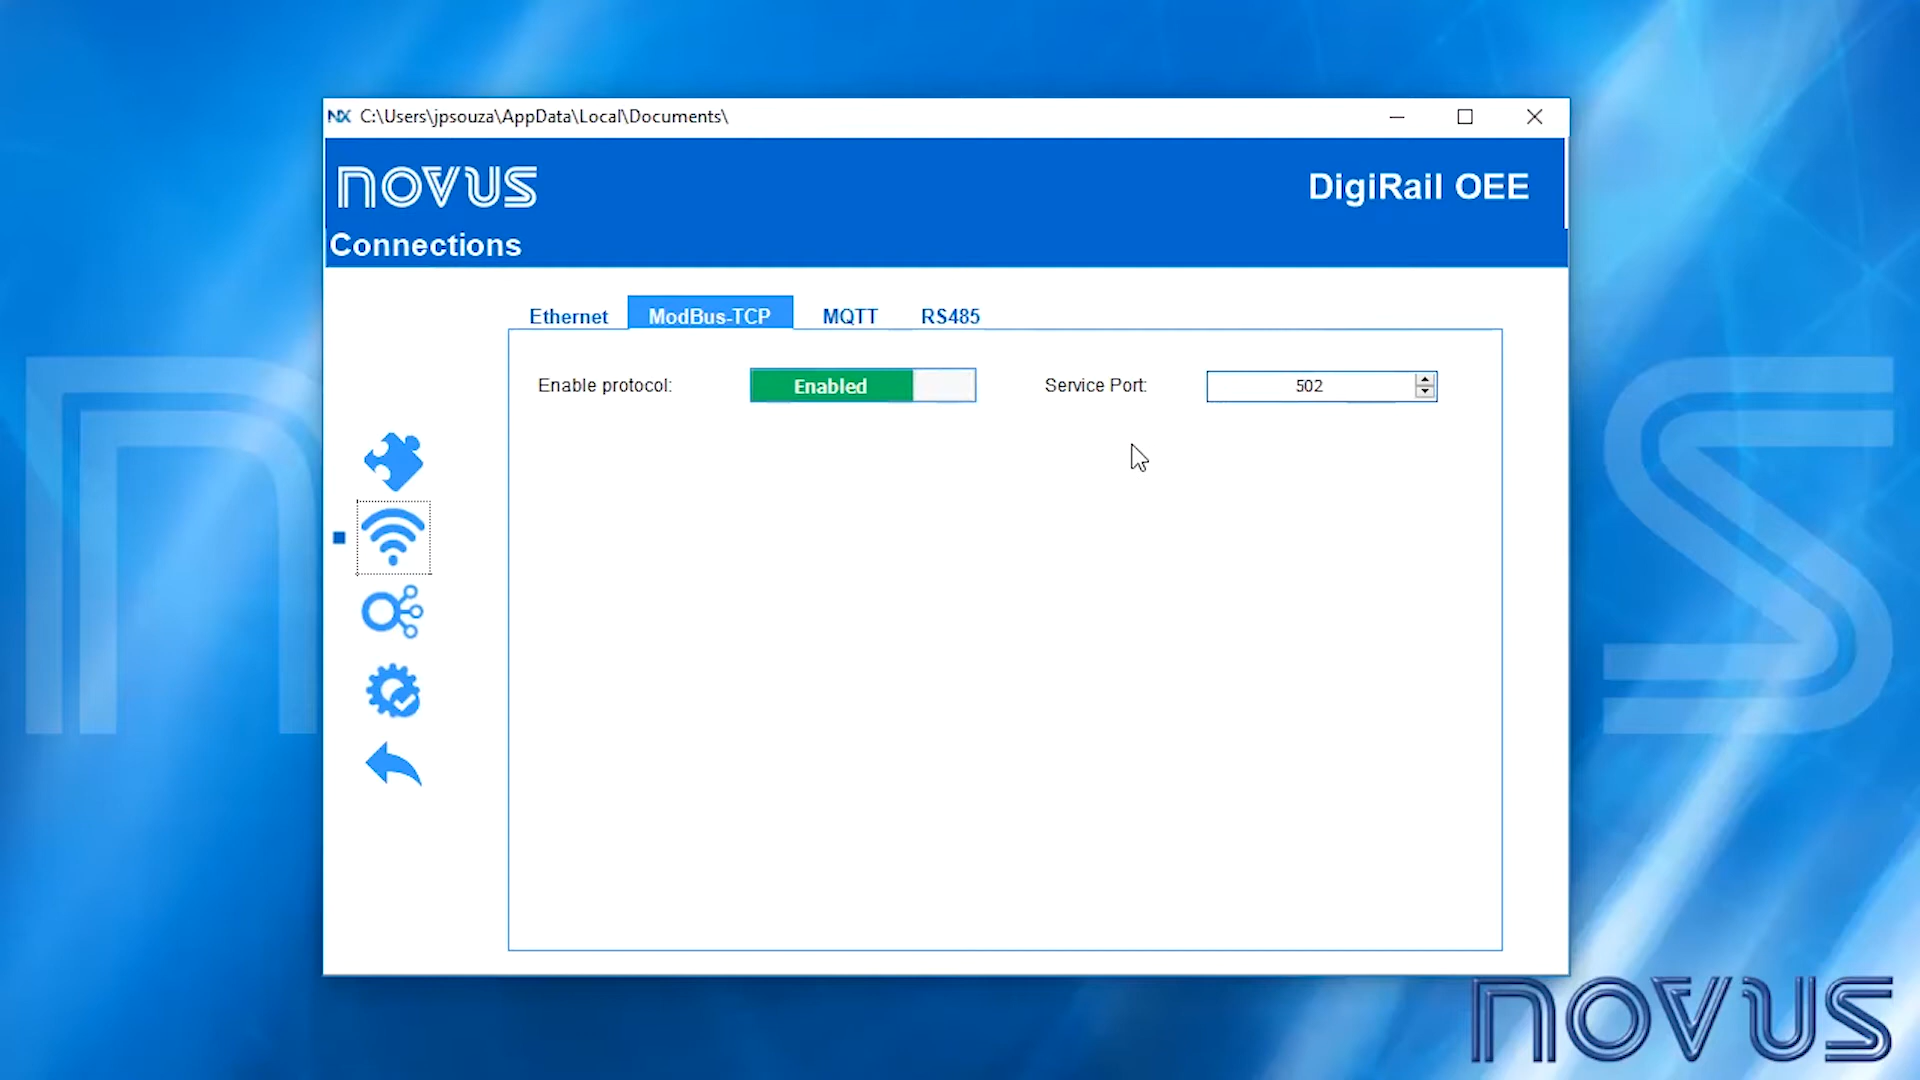 NX C:\Users\jpsouza\AppData\Local\Documents\
novus
DigiRail OEE
Connections
Ethernet ModBus-TCP MQTT RS485
Enable protocol: Enabled Service Port: 502
novus